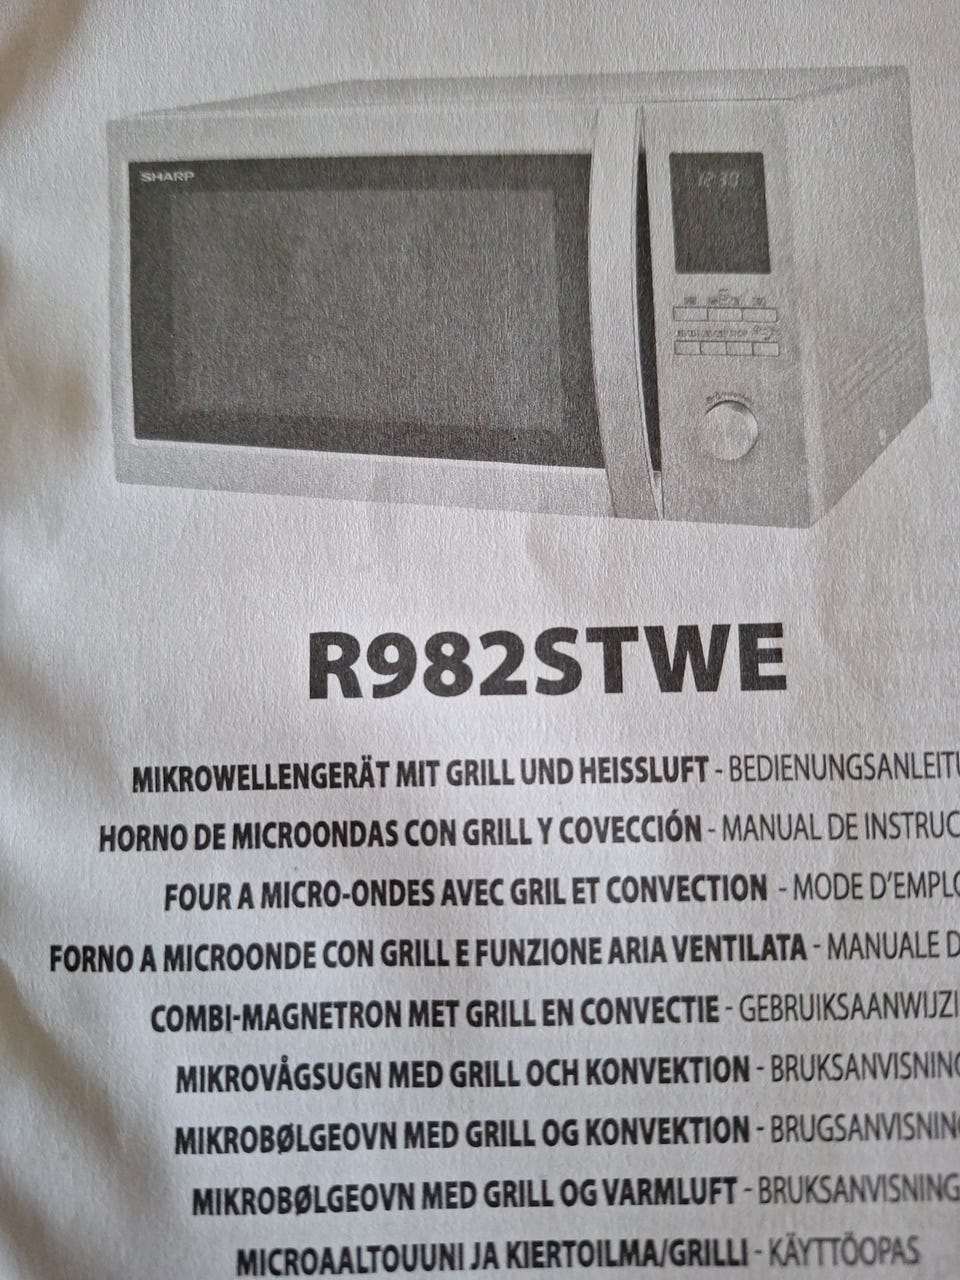 SHARP
12:30
R982STWE
MIKROWELLENGERÄT MIT GRILL UND HEISSLUFT - BEDIENUNGSANLEITU
HORNO DE MICROONDAS CON GRILL Y COVECCIÓN - MANUAL DE INSTRUC
FOUR A MICRO-ONDES AVEC GRIL ET CONVECTION - MODE D'EMPLO
FORNO A MICROONDE CON GRILL E FUNZIONE ARIA VENTILATA - MANUALE D
COMBI-MAGNETRON MET GRILL EN CONVECTIE - GEBRUIKSAANWIJZI
MIKROVÅGSUGN MED GRILL OCH KONVEKTION - BRUKSANVISNING
MIKROBØLGEOVN MED GRILL OG KONVEKTION - BRUGSANVISNIN
MIKROBØLGEOVN MED GRILL OG VARMLUFT - BRUKSANVISNING
MICROAALTOUUNI JA KIERTOILMA/GRILLI - KÄYTTÖOPAS